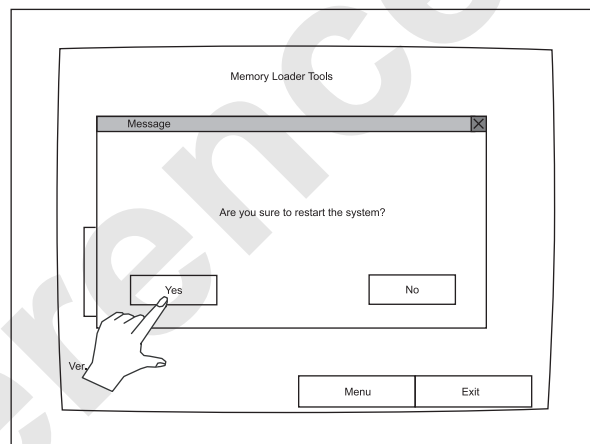 Memory Loader Tools
Message
Are you sure to restart the system?
Yes
No
Ver.
Menu
Exit